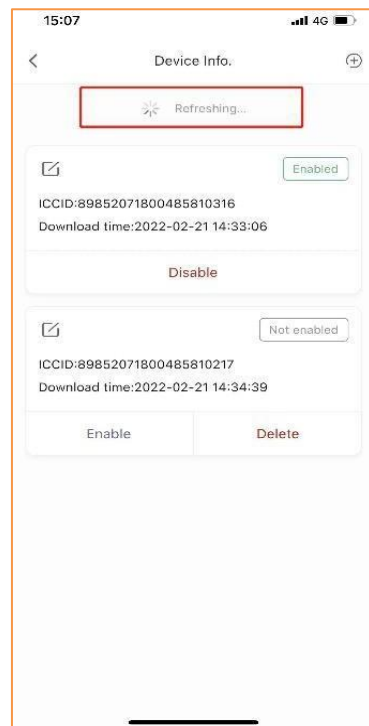 15:07 4G
Device Info.
Refreshing...
Enabled
ICCID:89852071800485810316
Download time:2022-02-21 14:33:06
Disable
Not enabled
ICCID:89852071800485810217
Download time:2022-02-21 14:34:39
Enable Delete